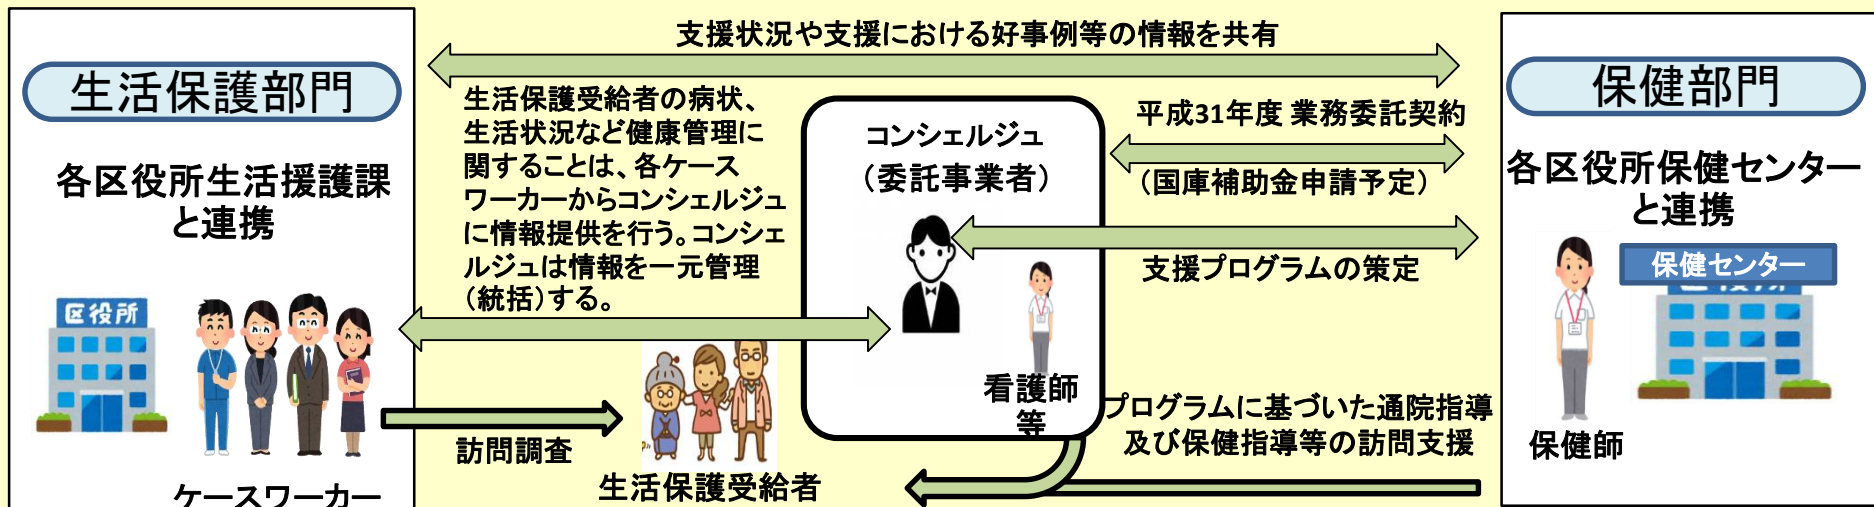 支援状況や支援における好事例等の情報を共有
生活保護部門
各区役所生活援護課
と連携
区役所
ケースワーカー
生活保護受給者の病状、
生活状況など健康管理に
関することは、各ケース
ワーカーからコンシェルジュ
に情報提供を行う。コンシェ
ルジュは情報を一元管理
（統括）する。
訪問調査
生活保護受給者
コンシェルジュ
（委託事業者）
看護師
等
平成31年度 業務委託契約
（国庫補助金申請予定）
支援プログラムの策定
プログラムに基づいた通院指導
及び保健指導等の訪問支援
保健部門
各区役所保健センター
と連携
保健センター
保健師